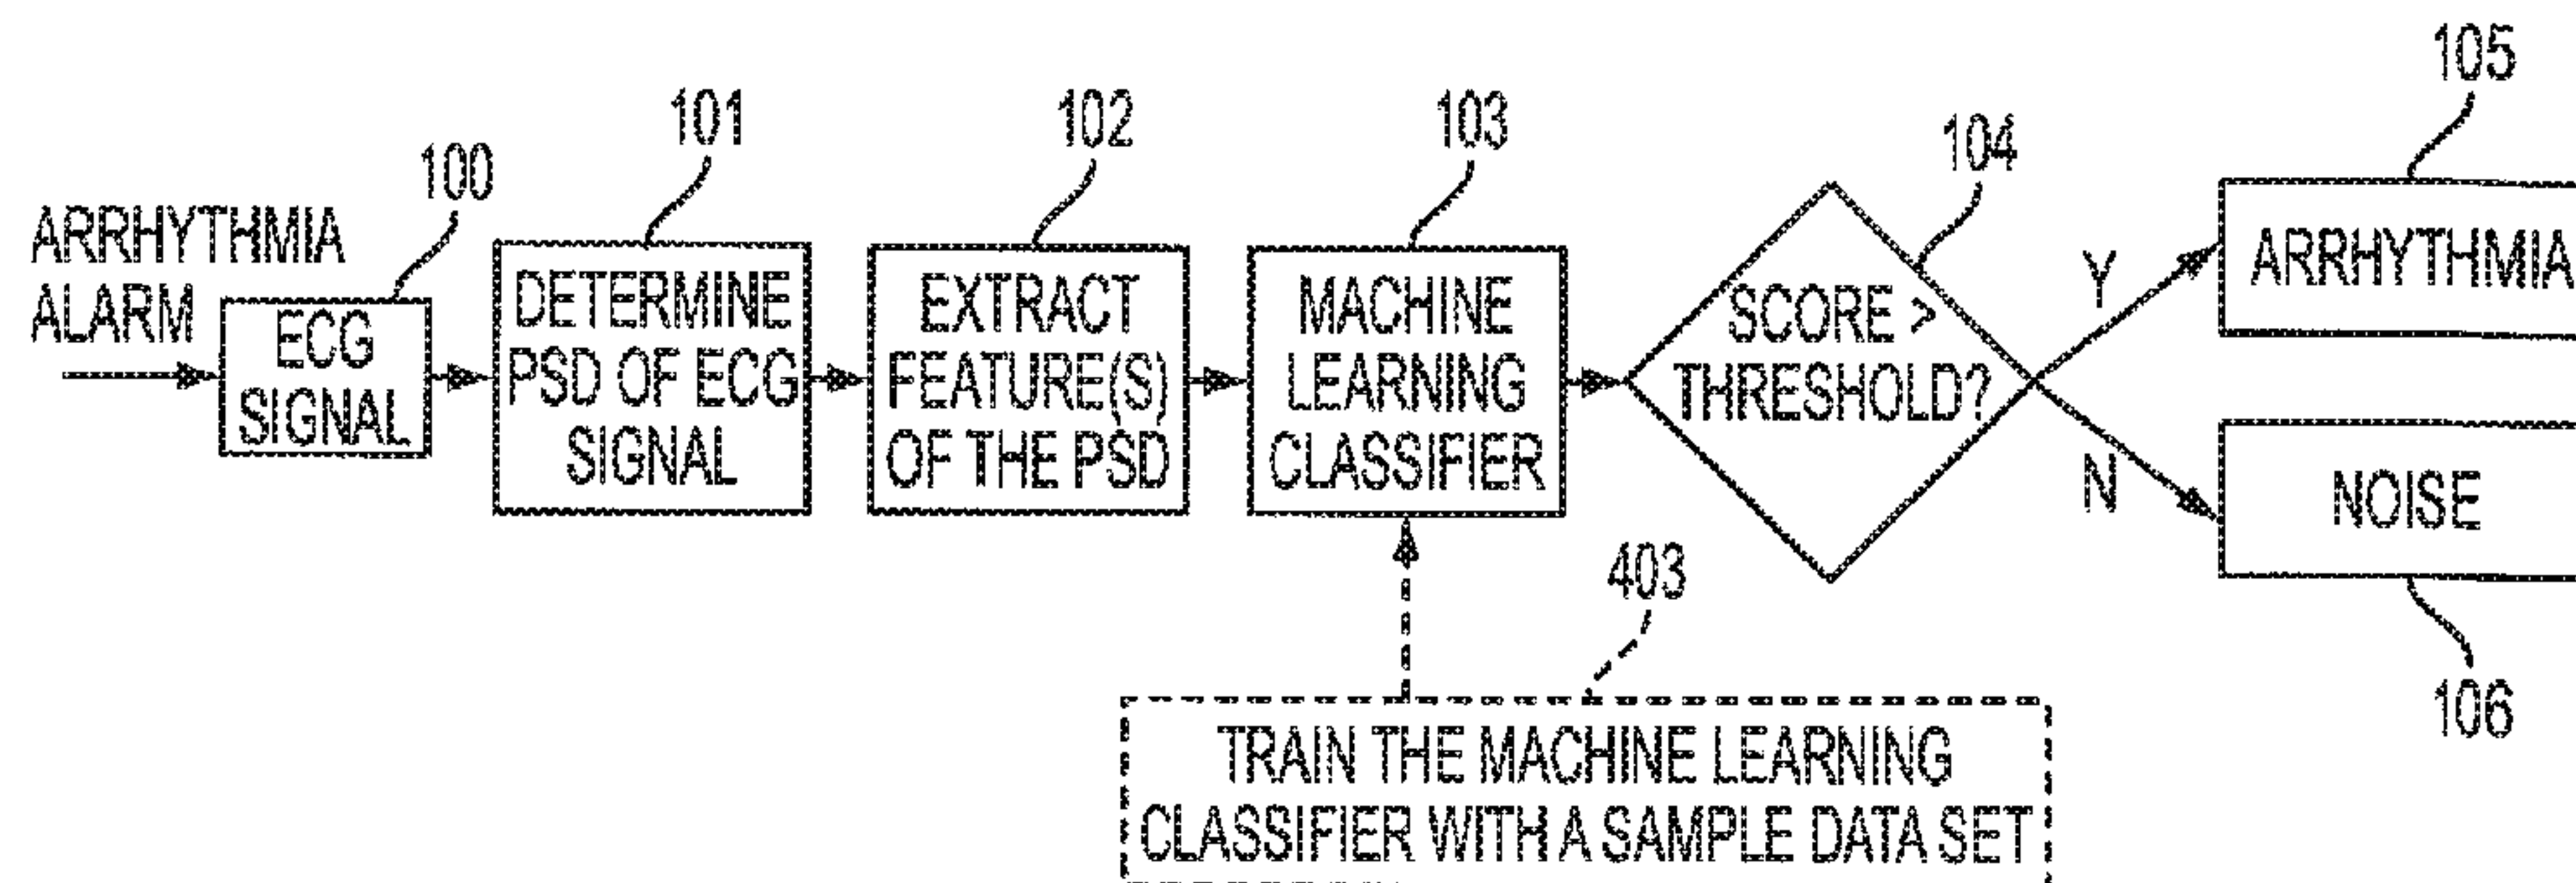 105
101
102
103
104
100
ARRHYTHMIA
ALARM
ECG
SIGNAL
DETERMINE
PSD OF ECG
SIGNAL
EXTRACT
FEATURE(S)
OF THE PSD
MACHINE
LEARNING
CLASSIFIER
SCORE >
THRESHOLD?
Y
ARRHYTHMIA
N
NOISE
403
106
TRAIN THE MACHINE LEARNING
CLASSIFIER WITH A SAMPLE DATA SET